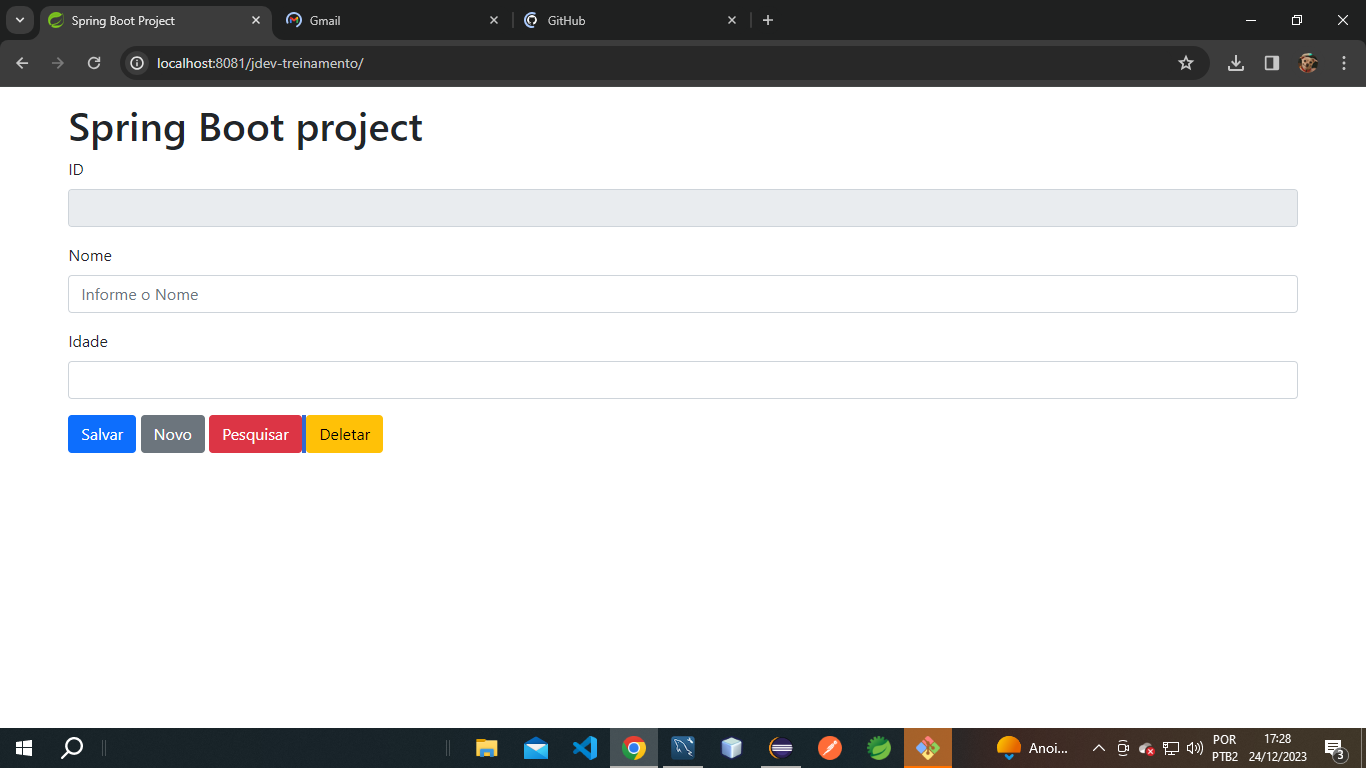 Spring Boot Project
Gmail
GitHub
localhost:8081/jdev-treinamento/
Spring Boot project
ID
Nome
Informe o Nome
Idade
Salvar Novo Pesquisar Deletar
Anoi...
POR
PTB2
17:28
24/12/2023
3